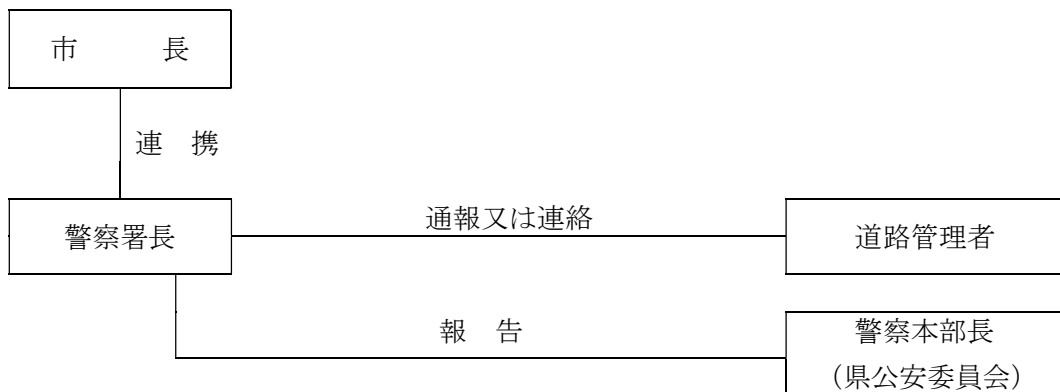 市　　　長
連　携
警察署長
通報又は連絡
道路管理者
報　告
警察本部長
（県公安委員会）